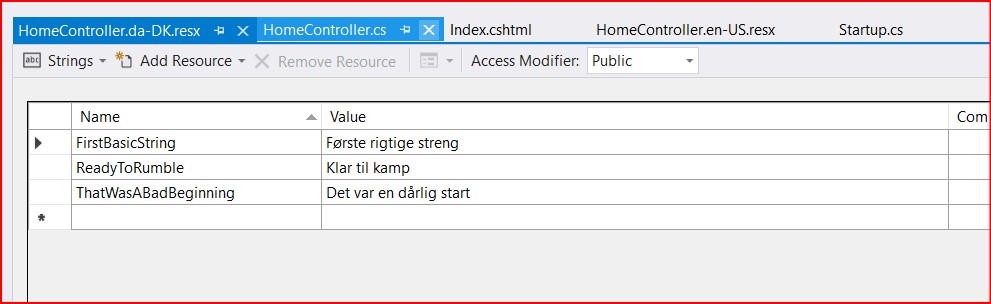 HomeController.da-DK.resx HomeController.cs Index.cshtml HomeController.en-US.resx Startup.cs
abc Strings Add Resource Remove Resource Access Modifier: Public
Name Value Com
FirstBasicString Første rigtige streng
ReadyToRumble Klar til kamp
ThatWasABadBeginning Det var en dårlig start
*